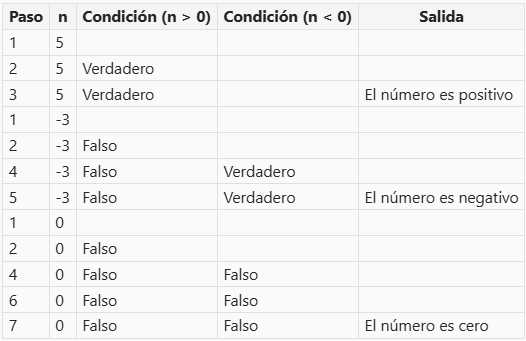 Paso n Condición (n > 0) Condición (n < 0) Salida
1 5
2 5 Verdadero
3 5 Verdadero El número es positivo
1 -3
2 -3 Falso
4 -3 Falso Verdadero
5 -3 Falso Verdadero El número es negativo
1 0
2 0 Falso
4 0 Falso Falso
6 0 Falso Falso
7 0 Falso Falso El número es cero